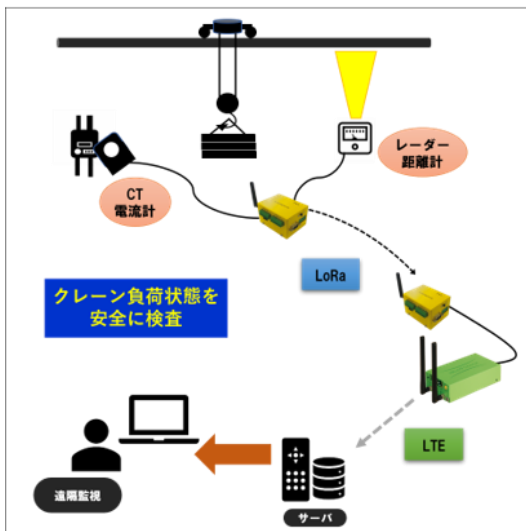 レーダー
距離計
CT
電流計
LoRa
クレーン負荷状態を
安全に検査
LTE
遠隔監視
サーバ